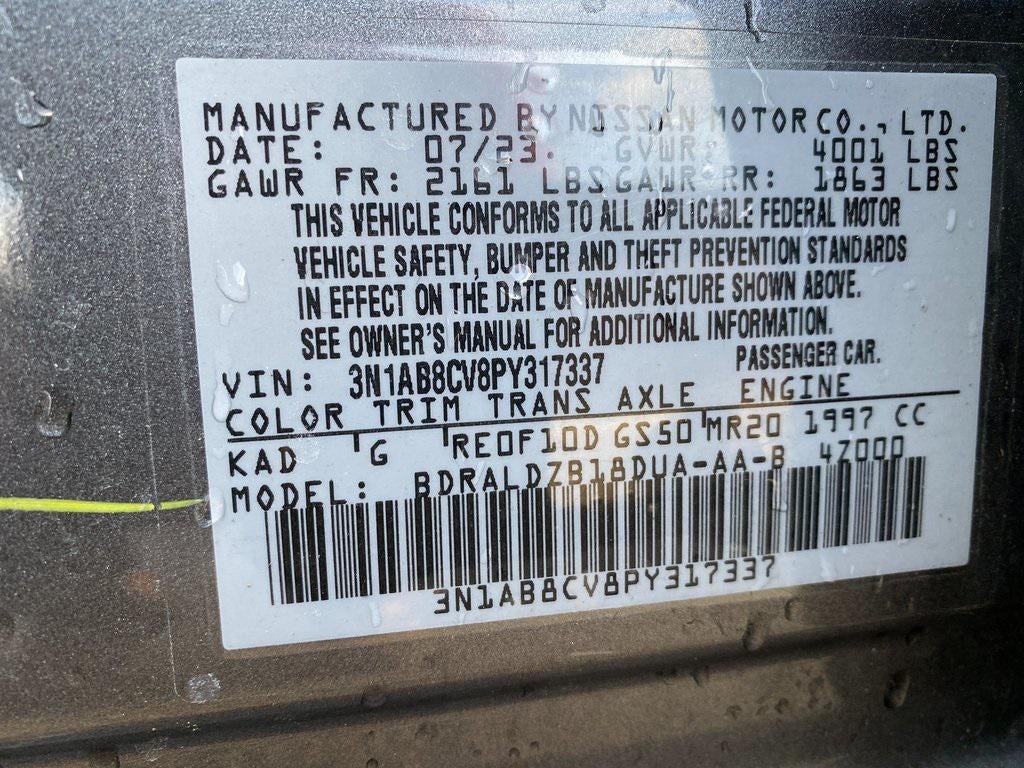 MANUFACTURED BY NISSAN MOTOR CO., LTD.
DATE: 07/23. GVWR: 4001 LBS
GAWR FR: 2161 LBS GAWR RR: 1863 LBS
THIS VEHICLE CONFORMS TO ALL APPLICABLE FEDERAL MOTOR
VEHICLE SAFETY, BUMPER AND THEFT PREVENTION STANDARDS
IN EFFECT ON THE DATE OF MANUFACTURE SHOWN ABOVE.
SEE OWNER'S MANUAL FOR ADDITIONAL INFORMATION.
VIN: 3N1AB8CV8PY317337 PASSENGER CAR.
COLOR TRIM TRANS AXLE ENGINE
KAD G RE0F10D GS50 MR20 1997 CC
MODEL: BDRALDZB18DUA-AA-B 4Z000
3N1AB8CV8PY317337